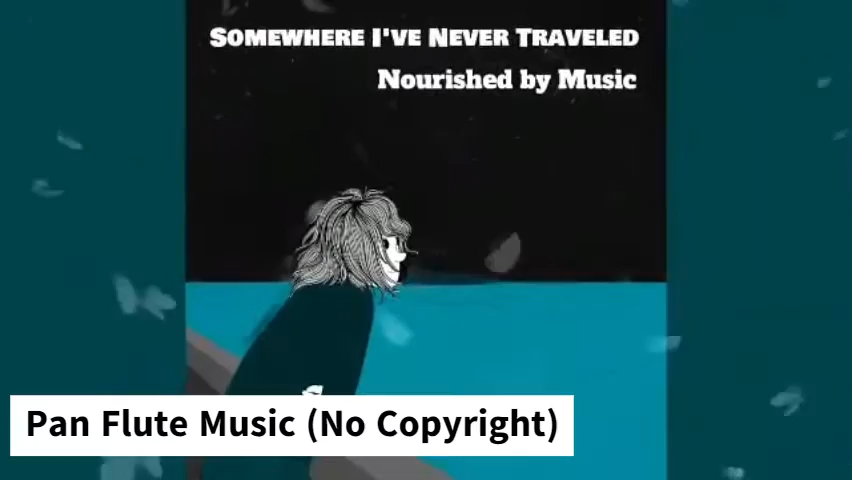 Somewhere I've Never Traveled
Nourished by Music
Pan Flute Music (No Copyright)